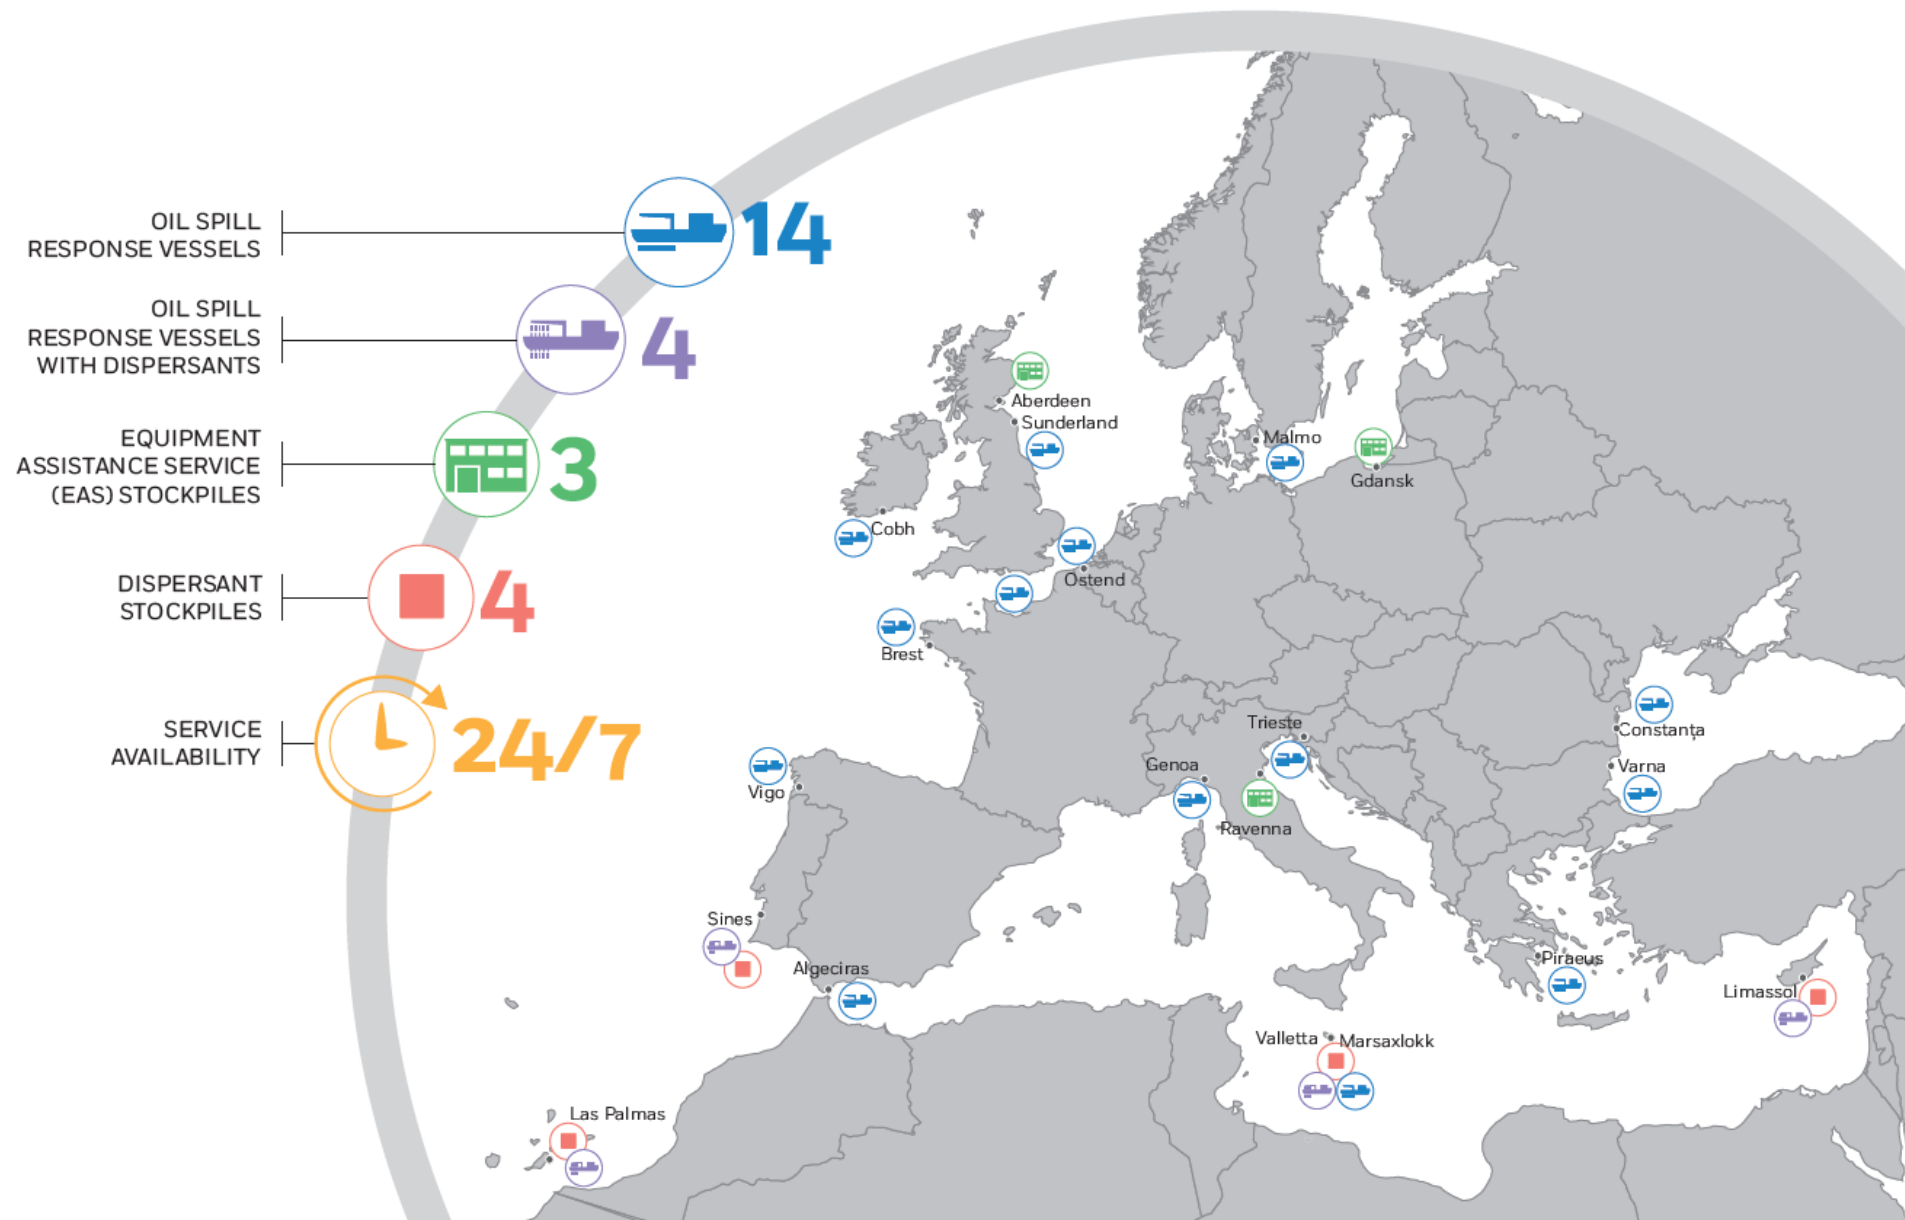 OIL SPILL
RESPONSE VESSELS
14
OIL SPILL
RESPONSE VESSELS
WITH DISPERSANTS
4
EQUIPMENT
ASSISTANCE SERVICE
(EAS) STOCKPILES
3
DISPERSANT
STOCKPILES
4
SERVICE
AVAILABILITY
24/7
Aberdeen
Sunderland
Malmo
Gdansk
Cobh
Ostend
Brest
Trieste
Constanța
Genoa
Varna
Vigo
Ravenna
Sines
Algeciras
Piraeus
Limassol
Valletta
Marsaxlokk
Las Palmas